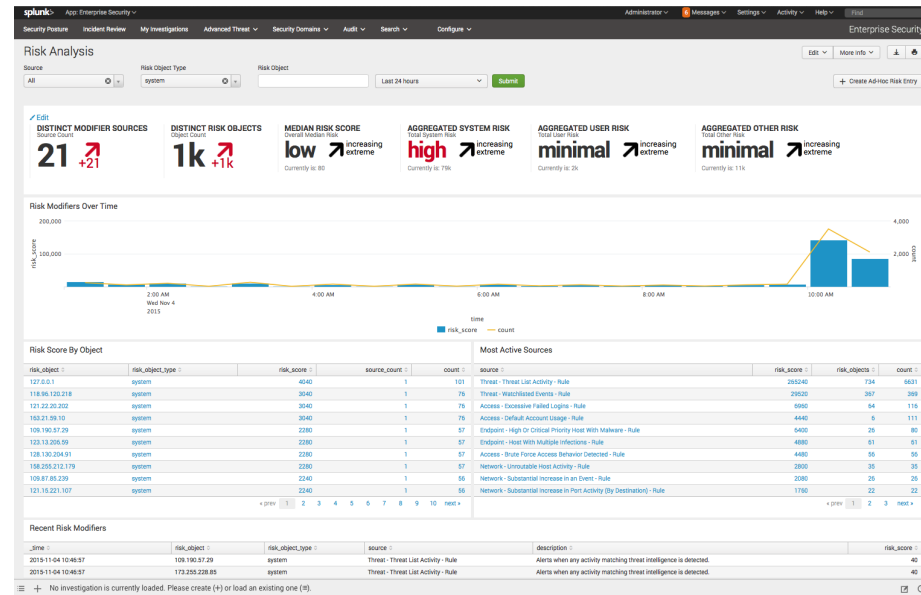 splunk> App: Enterprise Security Administrator 6 Messages Settings Activity Help Find
Security Posture Incident Review My Investigations Advanced Threat Security Domains Audit Search Configure Enterprise Security
Risk Analysis Edit More Info
Source Risk Object Type Risk Object
All system Last 24 hours Submit + Create Ad-Hoc Risk Entry
Edit
DISTINCT MODIFIER SOURCES DISTINCT RISK OBJECTS MEDIAN RISK SCORE AGGREGATED SYSTEM RISK AGGREGATED USER RISK AGGREGATED OTHER RISK
Source Count Object Count Overall Median Risk Total System Risk Total User Risk Total Other Risk
21 +21 1k +1k low increasing extreme high increasing extreme minimal increasing extreme minimal increasing extreme
Currently is: 80 Currently is: 79k Currently is: 2k Currently is: 11k
Risk Modifiers Over Time
200,000 4,000
risk_score count
100,000 2,000
2:00 AM 4:00 AM 6:00 AM 8:00 AM 10:00 AM
Wed Nov 4
2015
time
risk_score count
Risk Score By Object Most Active Sources
risk_object risk_object_type risk_score source_count count source risk_score risk_objects count
127.0.0.1 system 4040 1 101 Threat - Threat List Activity - Rule 265240 734 6631
118.96.120.218 system 3040 1 76 Threat - Watchlisted Events - Rule 29520 367 369
121.22.20.202 system 3040 1 76 Access - Excessive Failed Logins - Rule 6960 64 116
163.21.59.10 system 3040 1 76 Access - Default Account Usage - Rule 4440 6 111
109.190.57.29 system 2280 1 57 Endpoint - High Or Critical Priority Host With Malware - Rule 6400 26 80
123.13.206.59 system 2280 1 57 Endpoint - Host With Multiple Infections - Rule 4880 61 61
128.130.204.91 system 2280 1 57 Access - Brute Force Access Behavior Detected - Rule 4480 56 56
158.255.212.179 system 2280 1 57 Network - Unroutable Host Activity - Rule 2800 35 35
109.87.85.239 system 2240 1 56 Network - Substantial Increase in an Event - Rule 2080 26 26
121.15.221.107 system 2240 1 56 Network - Substantial Increase in Port Activity (By Destination) - Rule 1760 22 22
« prev 1 2 3 4 5 6 7 8 9 10 next » « prev 1 2 3 next »
Recent Risk Modifiers
_time risk_object risk_object_type source description risk_score
2015-11-04 10:46:57 109.190.57.29 system Threat - Threat List Activity - Rule Alerts when any activity matching threat intelligence is detected. 40
2015-11-04 10:46:57 173.255.228.85 system Threat - Threat List Activity - Rule Alerts when any activity matching threat intelligence is detected. 40
No investigation is currently loaded. Please create (+) or load an existing one (≡).